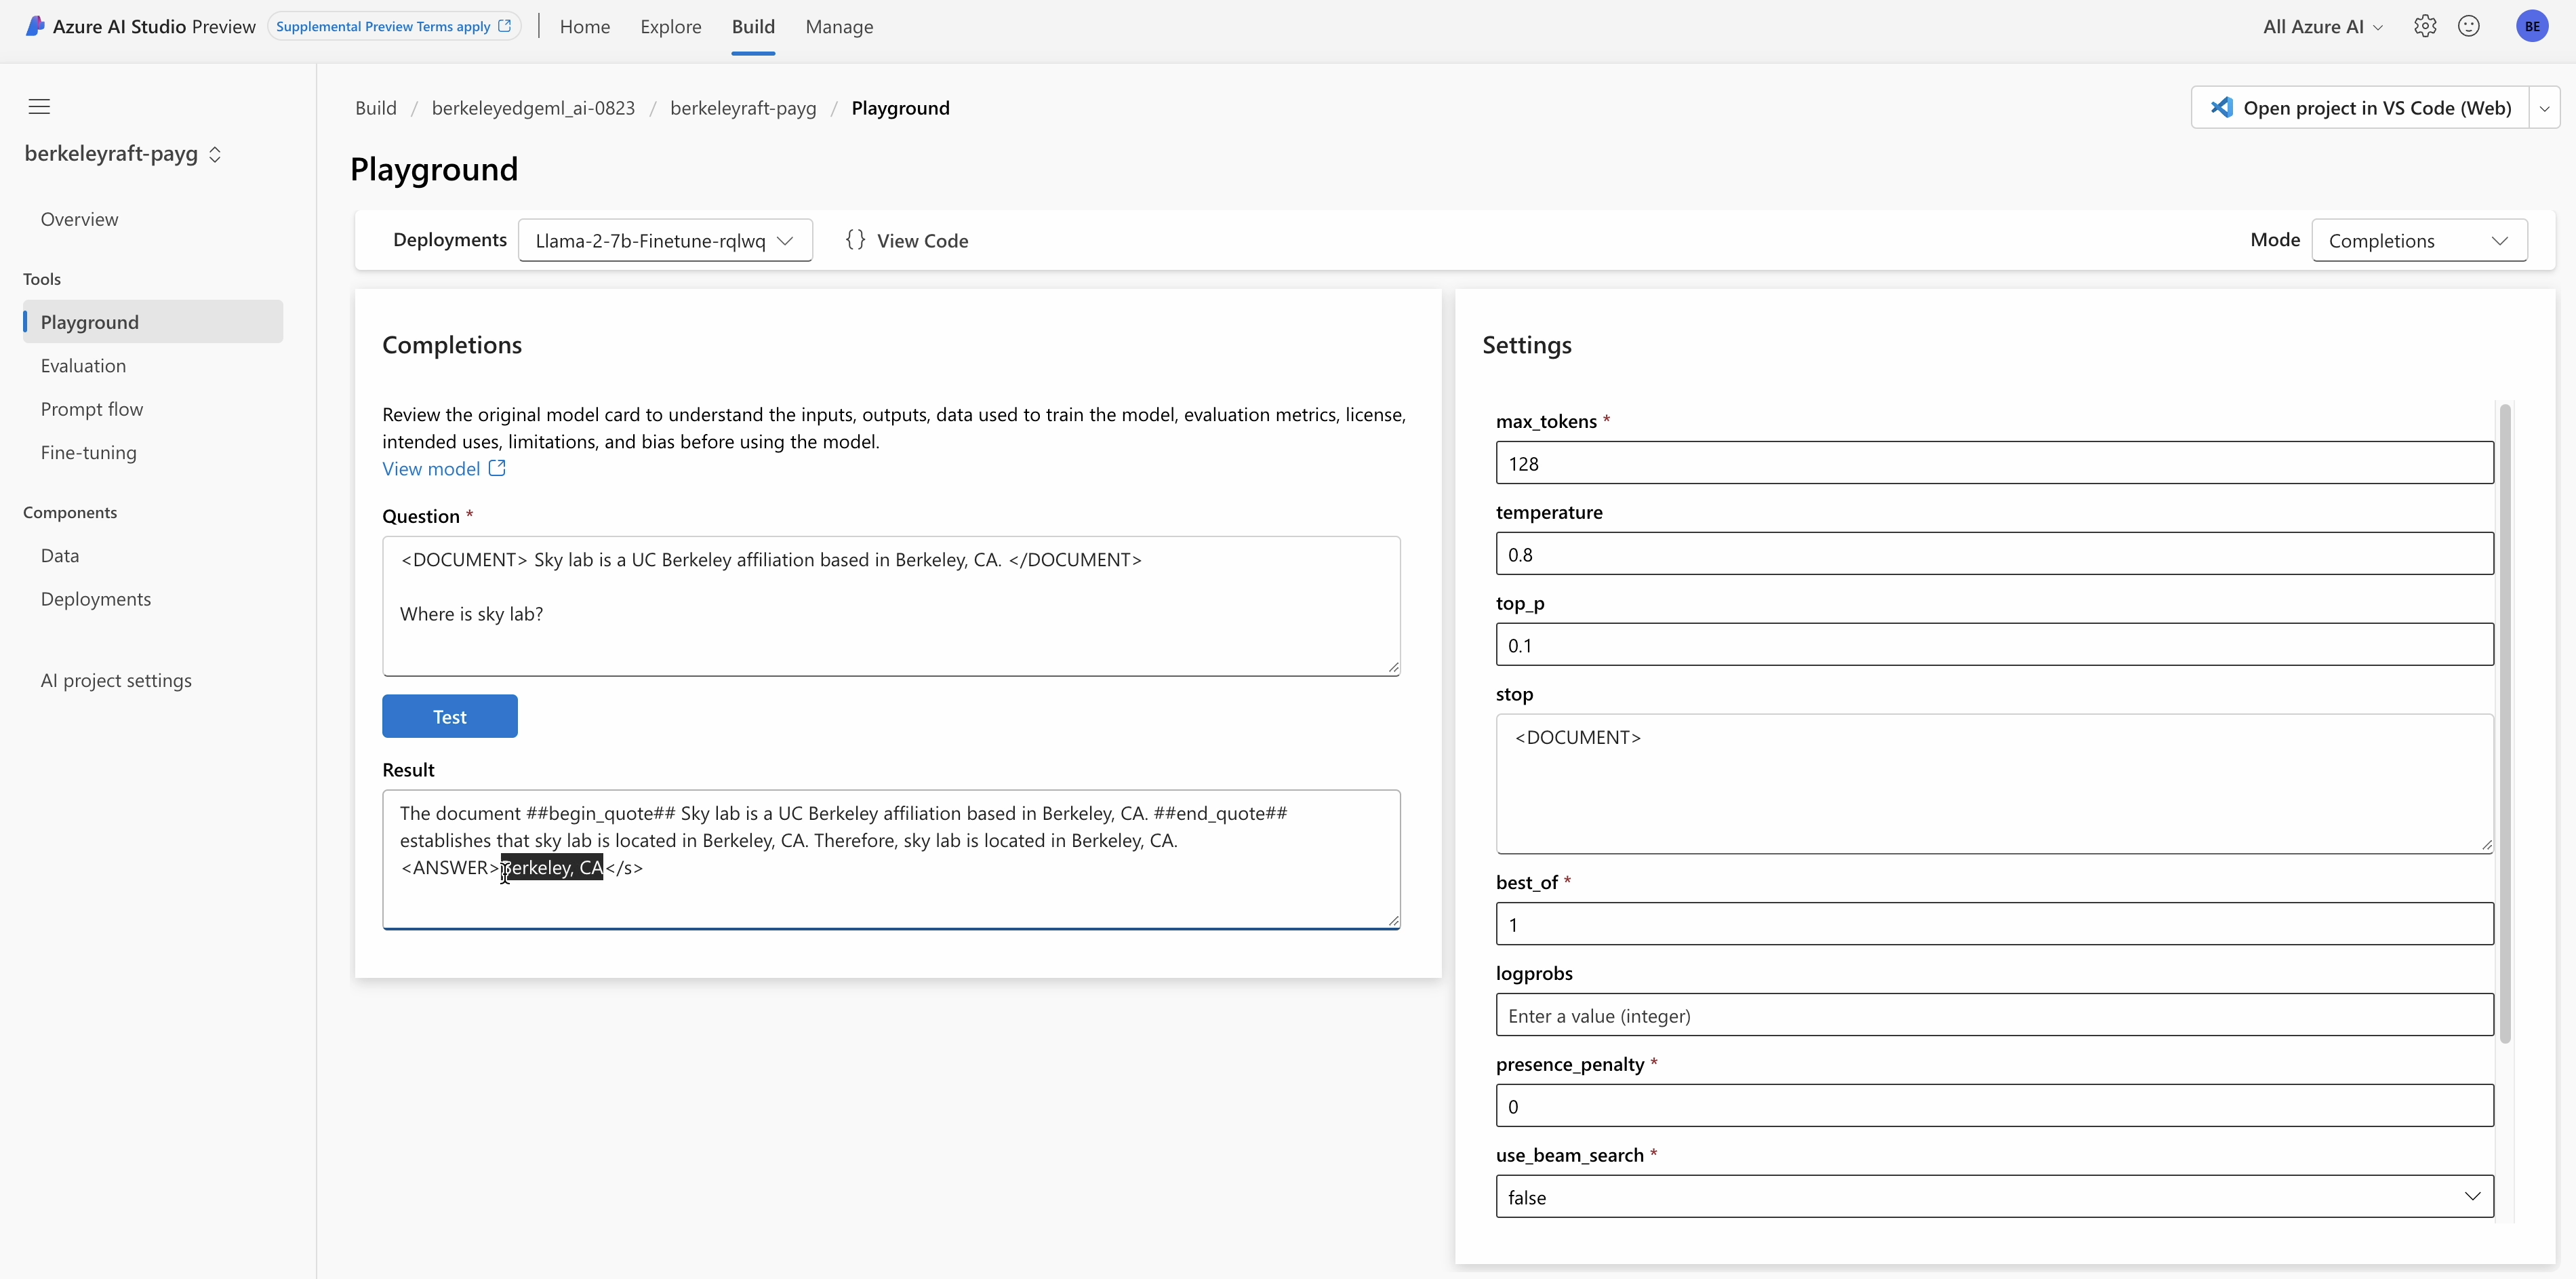 Azure AI Studio Preview
Supplemental Preview Terms apply
Home
Explore
Build
Manage
All Azure AI
BE
berkeleyraft-payg
Overview
Tools
Playground
Evaluation
Prompt flow
Fine-tuning
Components
Data
Deployments
AI project settings
Build / berkeleyedgeml_ai-0823 / berkeleyraft-payg / Playground
Open project in VS Code (Web)
Playground
Deployments
Llama-2-7b-Finetune-rqlwq
{} View Code
Mode
Completions
Completions
Review the original model card to understand the inputs, outputs, data used to train the model, evaluation metrics, license,
intended uses, limitations, and bias before using the model.
View model
Question *
<DOCUMENT> Sky lab is a UC Berkeley affiliation based in Berkeley, CA. </DOCUMENT>
Where is sky lab?
Test
Result
The document ##begin_quote## Sky lab is a UC Berkeley affiliation based in Berkeley, CA. ##end_quote##
establishes that sky lab is located in Berkeley, CA. Therefore, sky lab is located in Berkeley, CA.
<ANSWER>Berkeley, CA</s>
Settings
max_tokens *
128
temperature
0.8
top_p
0.1
stop
<DOCUMENT>
best_of *
1
logprobs
Enter a value (integer)
presence_penalty *
0
use_beam_search *
false